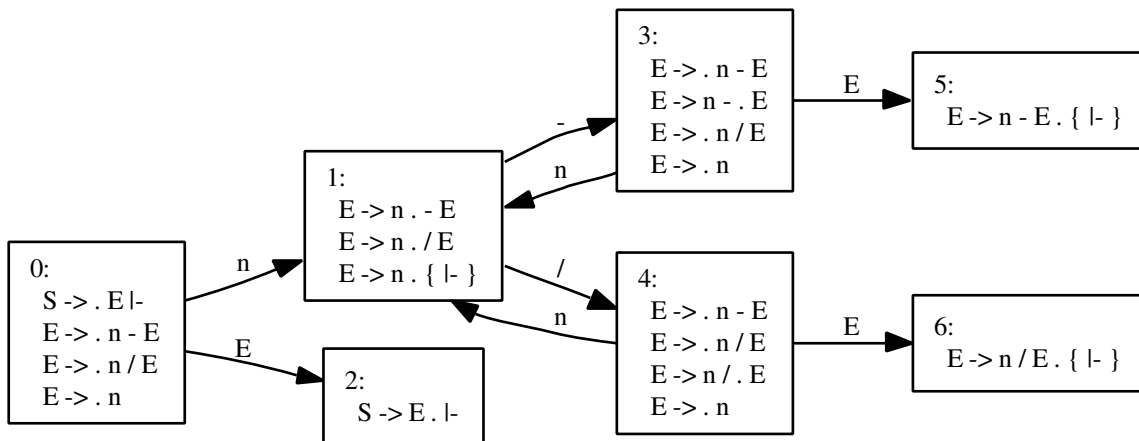 0:
S -> . E |-
E -> . n - E
E -> . n / E
E -> . n
n
E
1:
E -> n . - E
E -> n . / E
E -> n . { |- }
2:
S -> E . |-
-
n
/
n
3:
E -> . n - E
E -> n - . E
E -> . n / E
E -> . n
4:
E -> . n - E
E -> . n / E
E -> n / . E
E -> . n
E
E
5:
E -> n - E . { |- }
6:
E -> n / E . { |- }